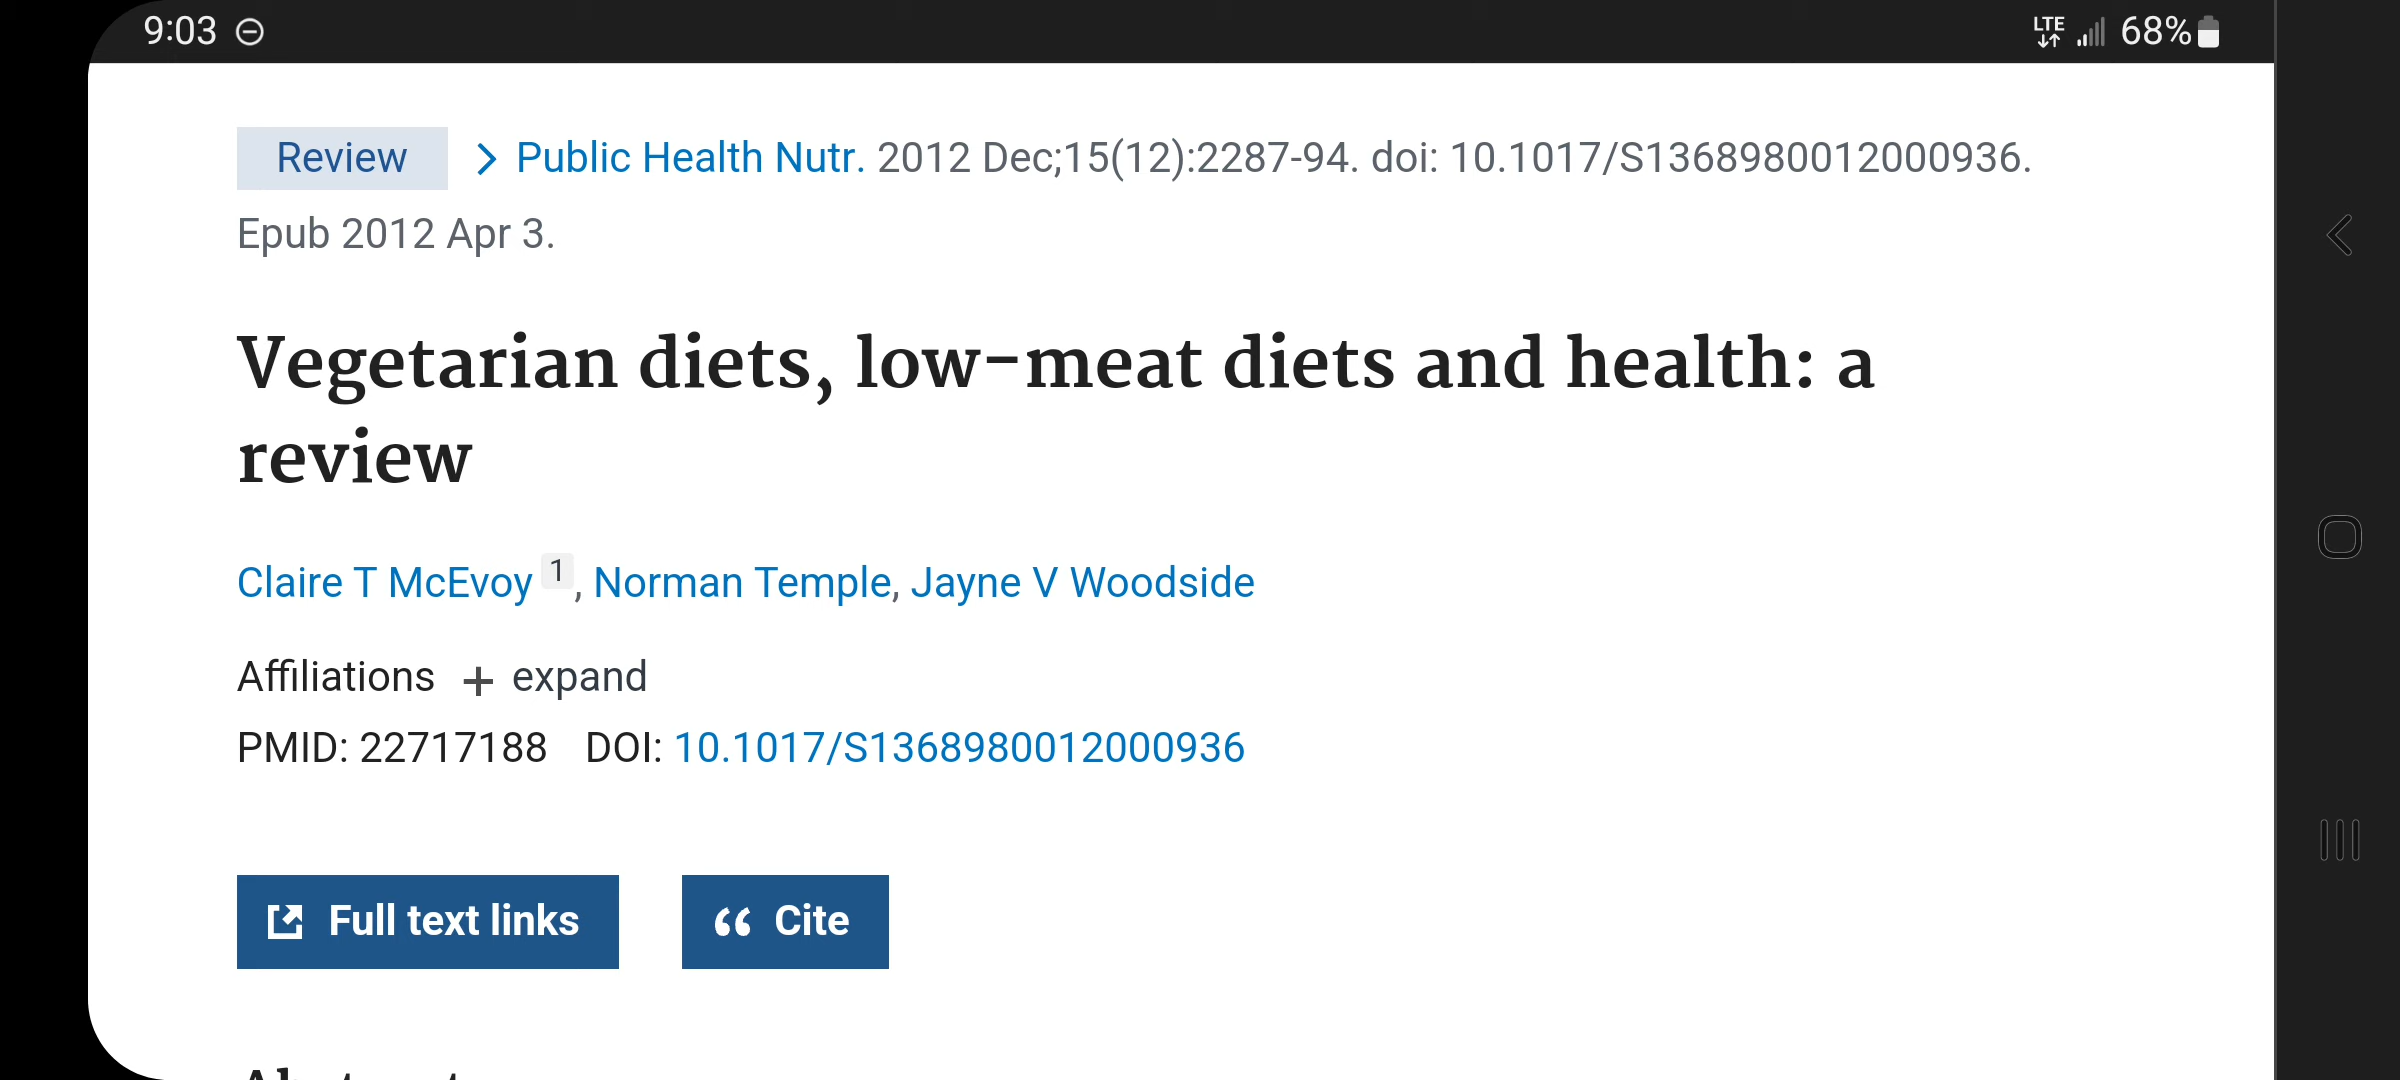 9:03
LTE 68%
Review > Public Health Nutr. 2012 Dec;15(12):2287-94. doi: 10.1017/S1368980012000936.
Epub 2012 Apr 3.
Vegetarian diets, low-meat diets and health: a
review
Claire T McEvoy 1, Norman Temple, Jayne V Woodside
Affiliations + expand
PMID: 22717188 DOI: 10.1017/S1368980012000936
Full text links
Cite
Abstract